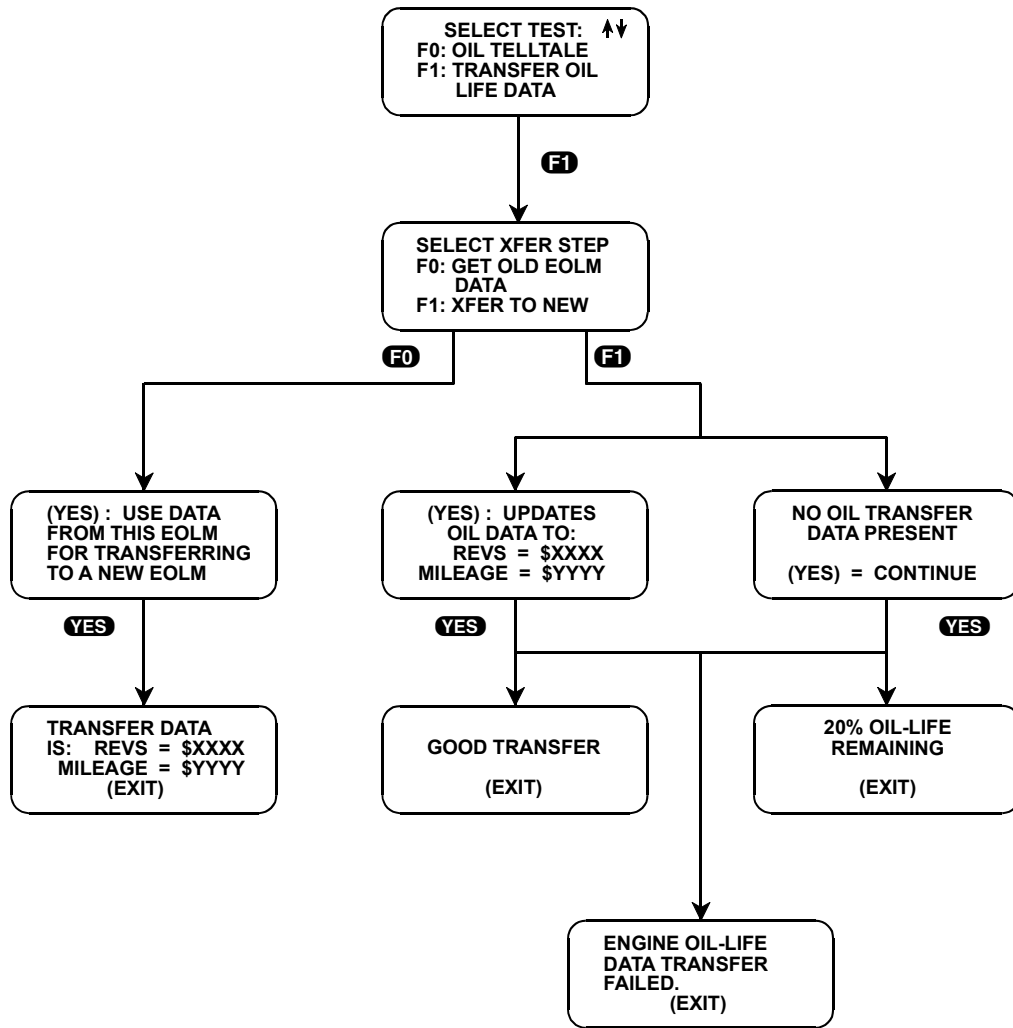 SELECT TEST:
F0: OIL TELLTALE
F1: TRANSFER OIL
LIFE DATA
F1
SELECT XFER STEP
F0: GET OLD EOLM
DATA
F1: XFER TO NEW
F0
F1
(YES) : USE DATA
FROM THIS EOLM
FOR TRANSFERRING
TO A NEW EOLM
(YES) : UPDATES
OIL DATA TO:
REVS = $XXXX
MILEAGE = $YYYY
NO OIL TRANSFER
DATA PRESENT
(YES) = CONTINUE
YES
YES
YES
TRANSFER DATA
IS: REVS = $XXXX
MILEAGE = $YYYY
(EXIT)
GOOD TRANSFER
(EXIT)
20% OIL-LIFE
REMAINING
(EXIT)
ENGINE OIL-LIFE
DATA TRANSFER
FAILED.
(EXIT)